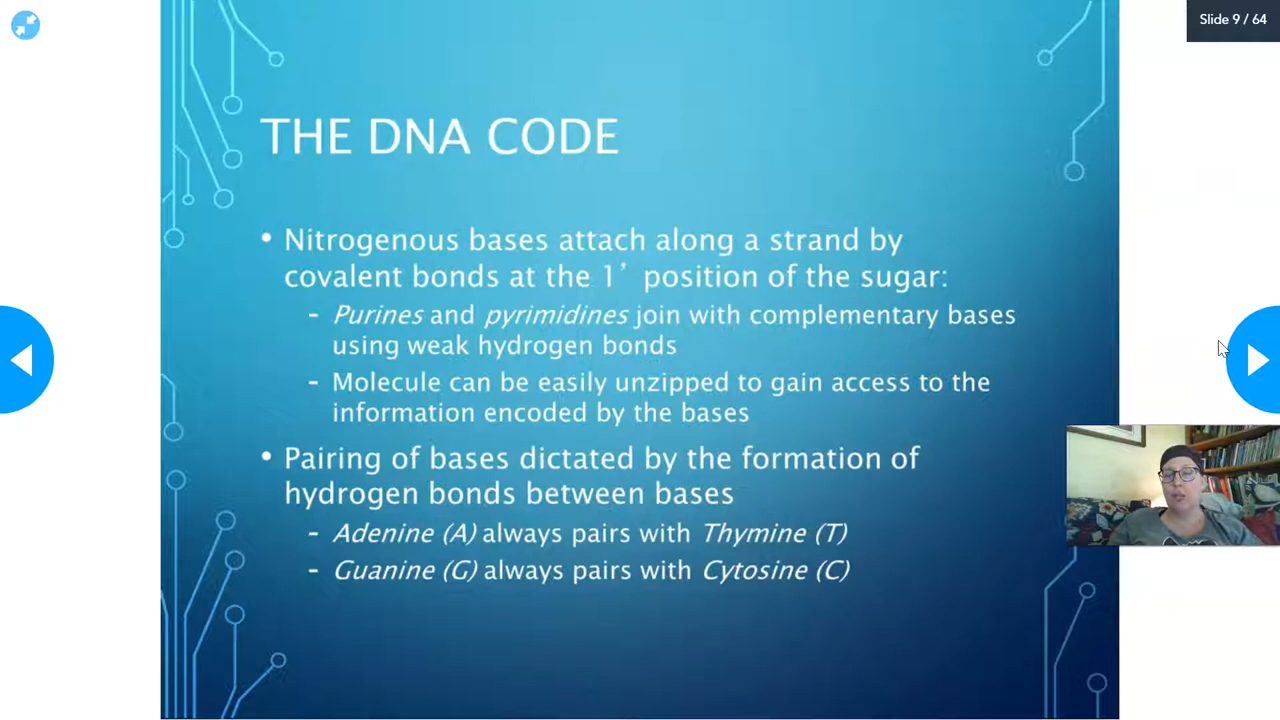 Slide 9 / 64
THE DNA CODE
• Nitrogenous bases attach along a strand by
covalent bonds at the 1’ position of the sugar:
- Purines and pyrimidines join with complementary bases
using weak hydrogen bonds
- Molecule can be easily unzipped to gain access to the
information encoded by the bases
• Pairing of bases dictated by the formation of
hydrogen bonds between bases
- Adenine (A) always pairs with Thymine (T)
- Guanine (G) always pairs with Cytosine (C)